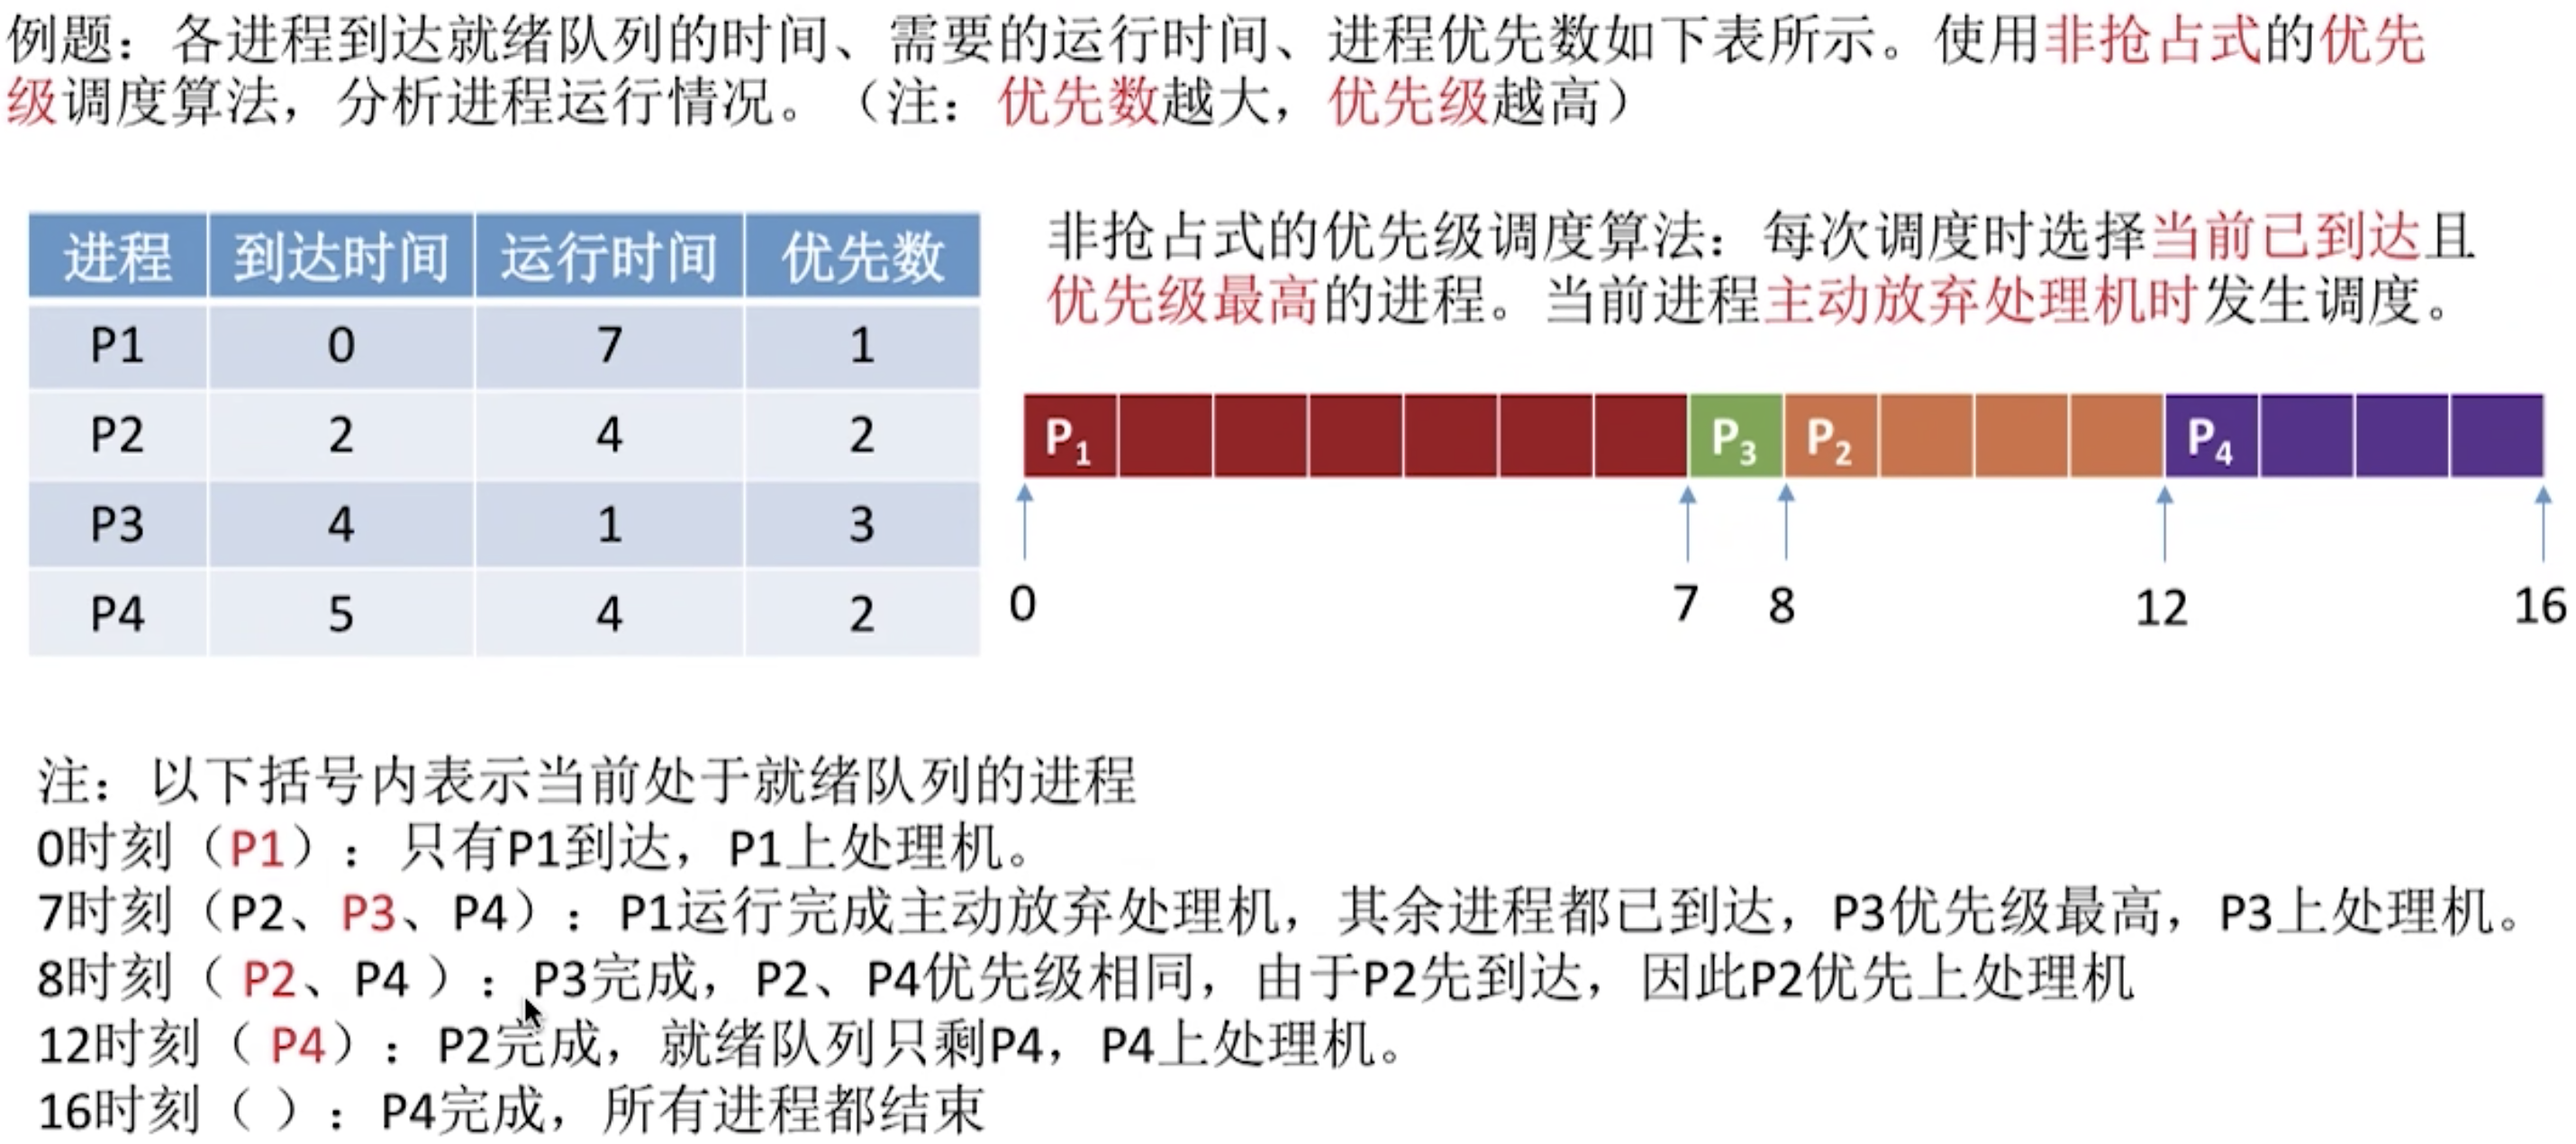 例题：各进程到达就绪队列的时间、需要的运行时间、进程优先数如下表所示。使用非抢占式的优先
级调度算法，分析进程运行情况。（注：优先数越大，优先级越高）
进程 到达时间 运行时间 优先数
P1 0 7 1
P2 2 4 2
P3 4 1 3
P4 5 4 2
非抢占式的优先级调度算法：每次调度时选择当前已到达且
优先级最高的进程。当前进程主动放弃处理机时发生调度。
P1 P3 P2 P4
0 7 8 12 16
注：以下括号内表示当前处于就绪队列的进程
0时刻（P1）：只有P1到达，P1上处理机。
7时刻（P2、P3、P4）：P1运行完成主动放弃处理机，其余进程都已到达，P3优先级最高，P3上处理机。
8时刻（P2、P4）：P3完成，P2、P4优先级相同，由于P2先到达，因此P2优先上处理机
12时刻（P4）：P2完成，就绪队列只剩P4，P4上处理机。
16时刻（ ）：P4完成，所有进程都结束